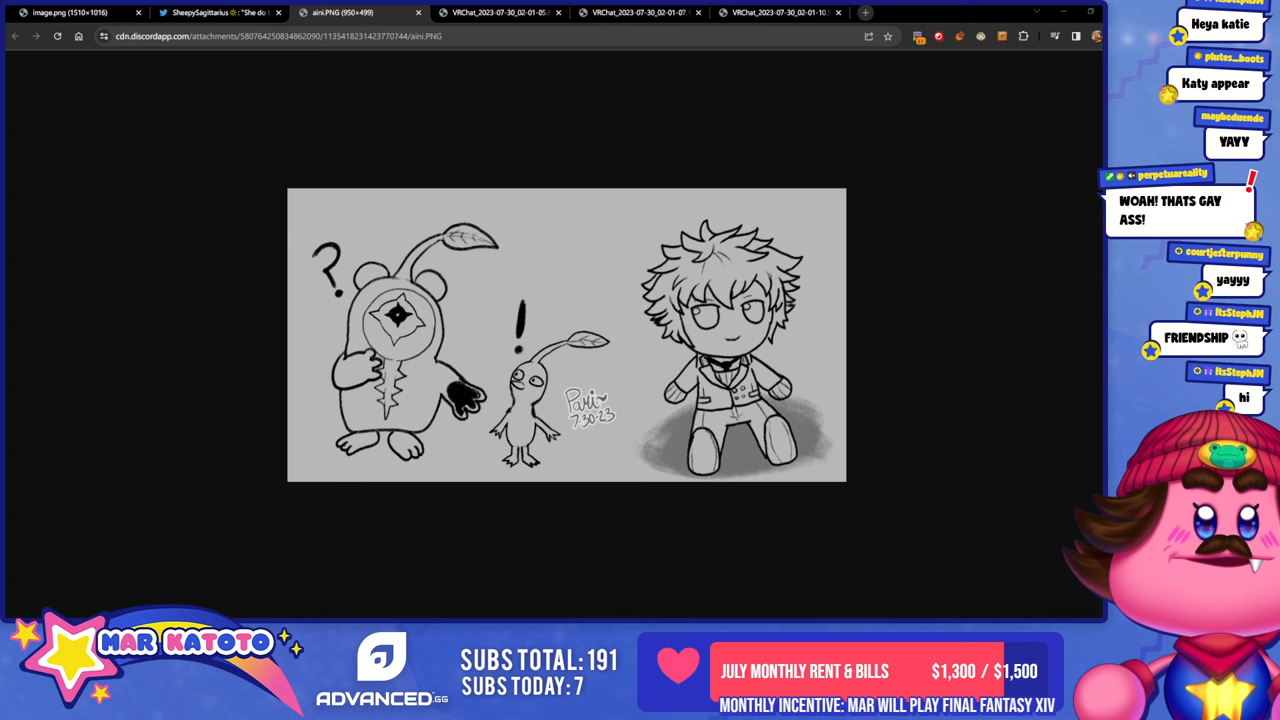 image.png (1510×1016)
SheepySagittarius🔆: "She do
aini.PNG (950×499)
VRChat_2023-07-30_02-01-05.
VRChat_2023-07-30_02-01-07.
VRChat_2023-07-30_02-01-10.
cdn.discordapp.com/attachments/580764250834862090/1135418231423770744/aini.PNG
?
!
Pari~
7-30-23
ItsStephJM
Heya katie
plutes_boots
Katy appear
maybeduende
YAYY
perpetuareality
WOAH! THATS GAY
ASS!
courtjesterpunny
yayyy
ItsStephJM
FRIENDSHIP
ItsStephJM
hi
MAR KATOTO
ADVANCED.GG
SUBS TOTAL: 191
SUBS TODAY: 7
JULY MONTHLY RENT & BILLS $1,300 / $1,500
MONTHLY INCENTIVE: MAR WILL PLAY FINAL FANTASY XIV